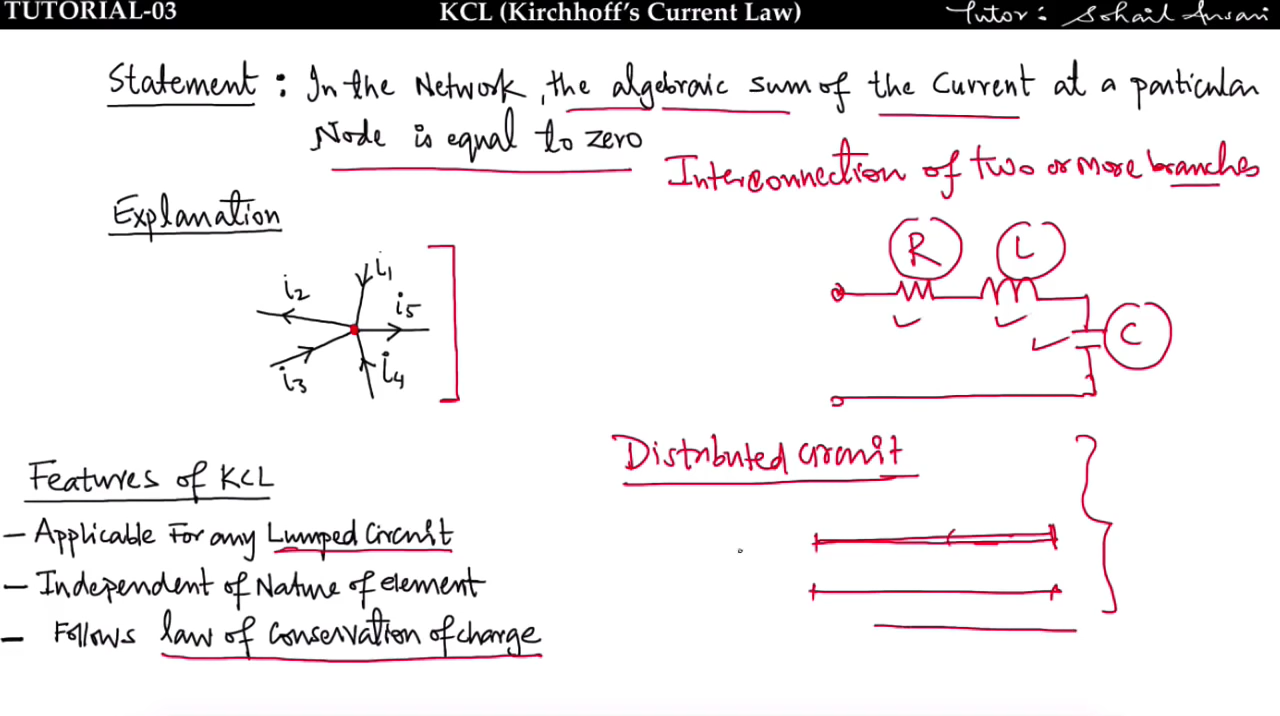 TUTORIAL-03
KCL (Kirchhoff's Current Law)
Tutor: Sohail Ansari
Statement: In the Network, the algebraic sum of the Current at a particular
Node is equal to zero
Interconnection of two or more branches
Explanation
i1
i2
i5
i3
i4
R
L
C
Distributed circuit
Features of KCL
- Applicable For any Lumped Circuit
- Independent of Nature of element
- Follows law of Conservation of charge